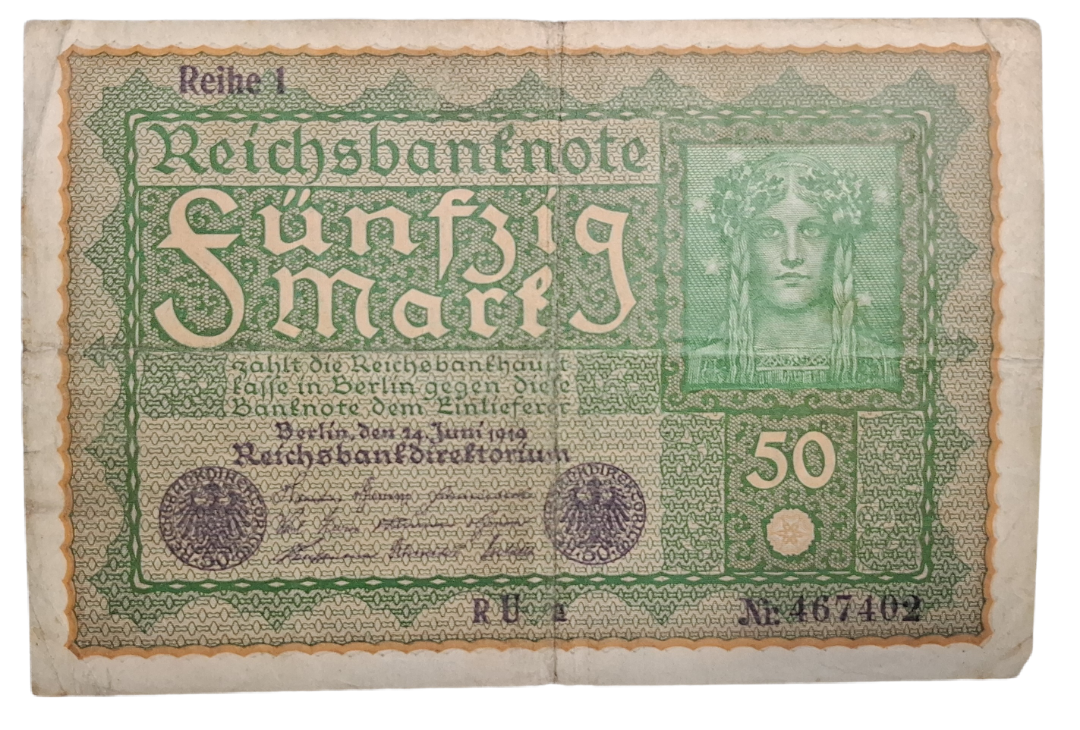 Reihe 1
Reichsbanknote
Fünfzig
Mark
zahlt die Reichsbankhaupt
kasse in Berlin gegen diese
Banknote dem Einlieferer
Berlin, den 24. Juni 1919
Reichsbankdirektorium
50
R U a
Nr. 467402